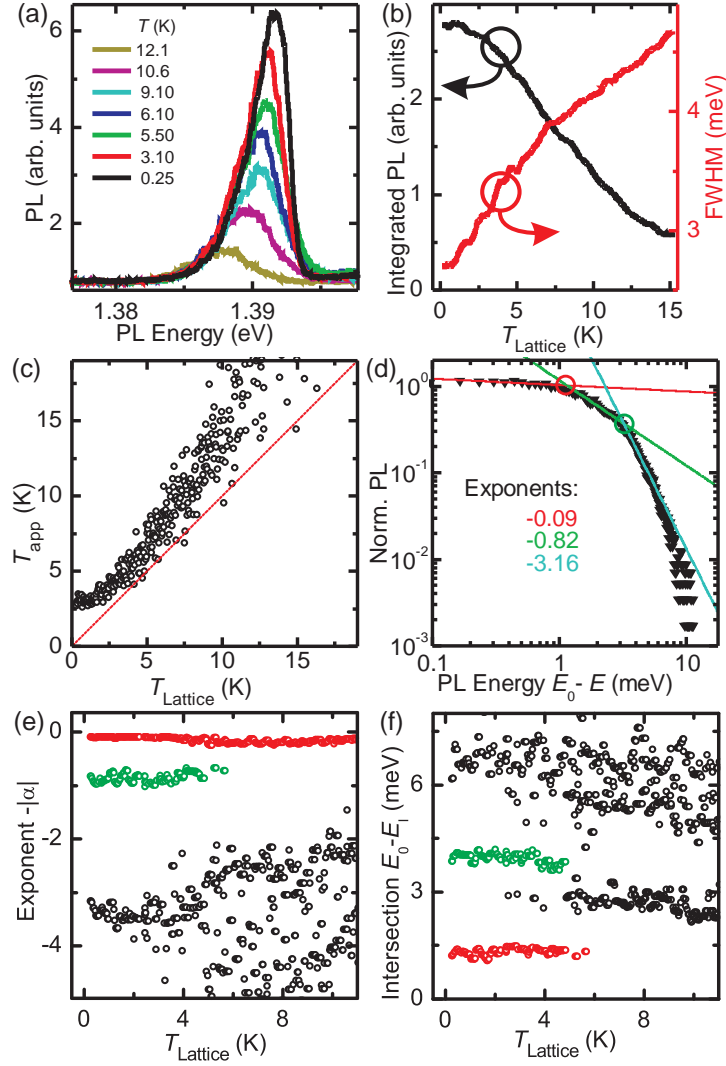 (a)
T (K)
12.1
10.6
9.10
6.10
5.50
3.10
0.25
PL (arb. units)
6
4
2
1.38
1.39
PL Energy (eV)
(b)
Integrated PL (arb. units)
2
1
0
0
5
10
15
T_Lattice (K)
4
3
FWHM (meV)
(c)
T_app (K)
15
10
5
0
0
5
10
15
T_Lattice (K)
(d)
Norm. PL
10^0
10^-1
10^-2
10^-3
Exponents:
-0.09
-0.82
-3.16
0.1
1
10
PL Energy E_0- E (meV)
(e)
Exponent -|α|
0
-2
-4
0
4
8
T_Lattice (K)
(f)
Intersection E_0-E_I (meV)
6
3
0
0
4
8
T_Lattice (K)